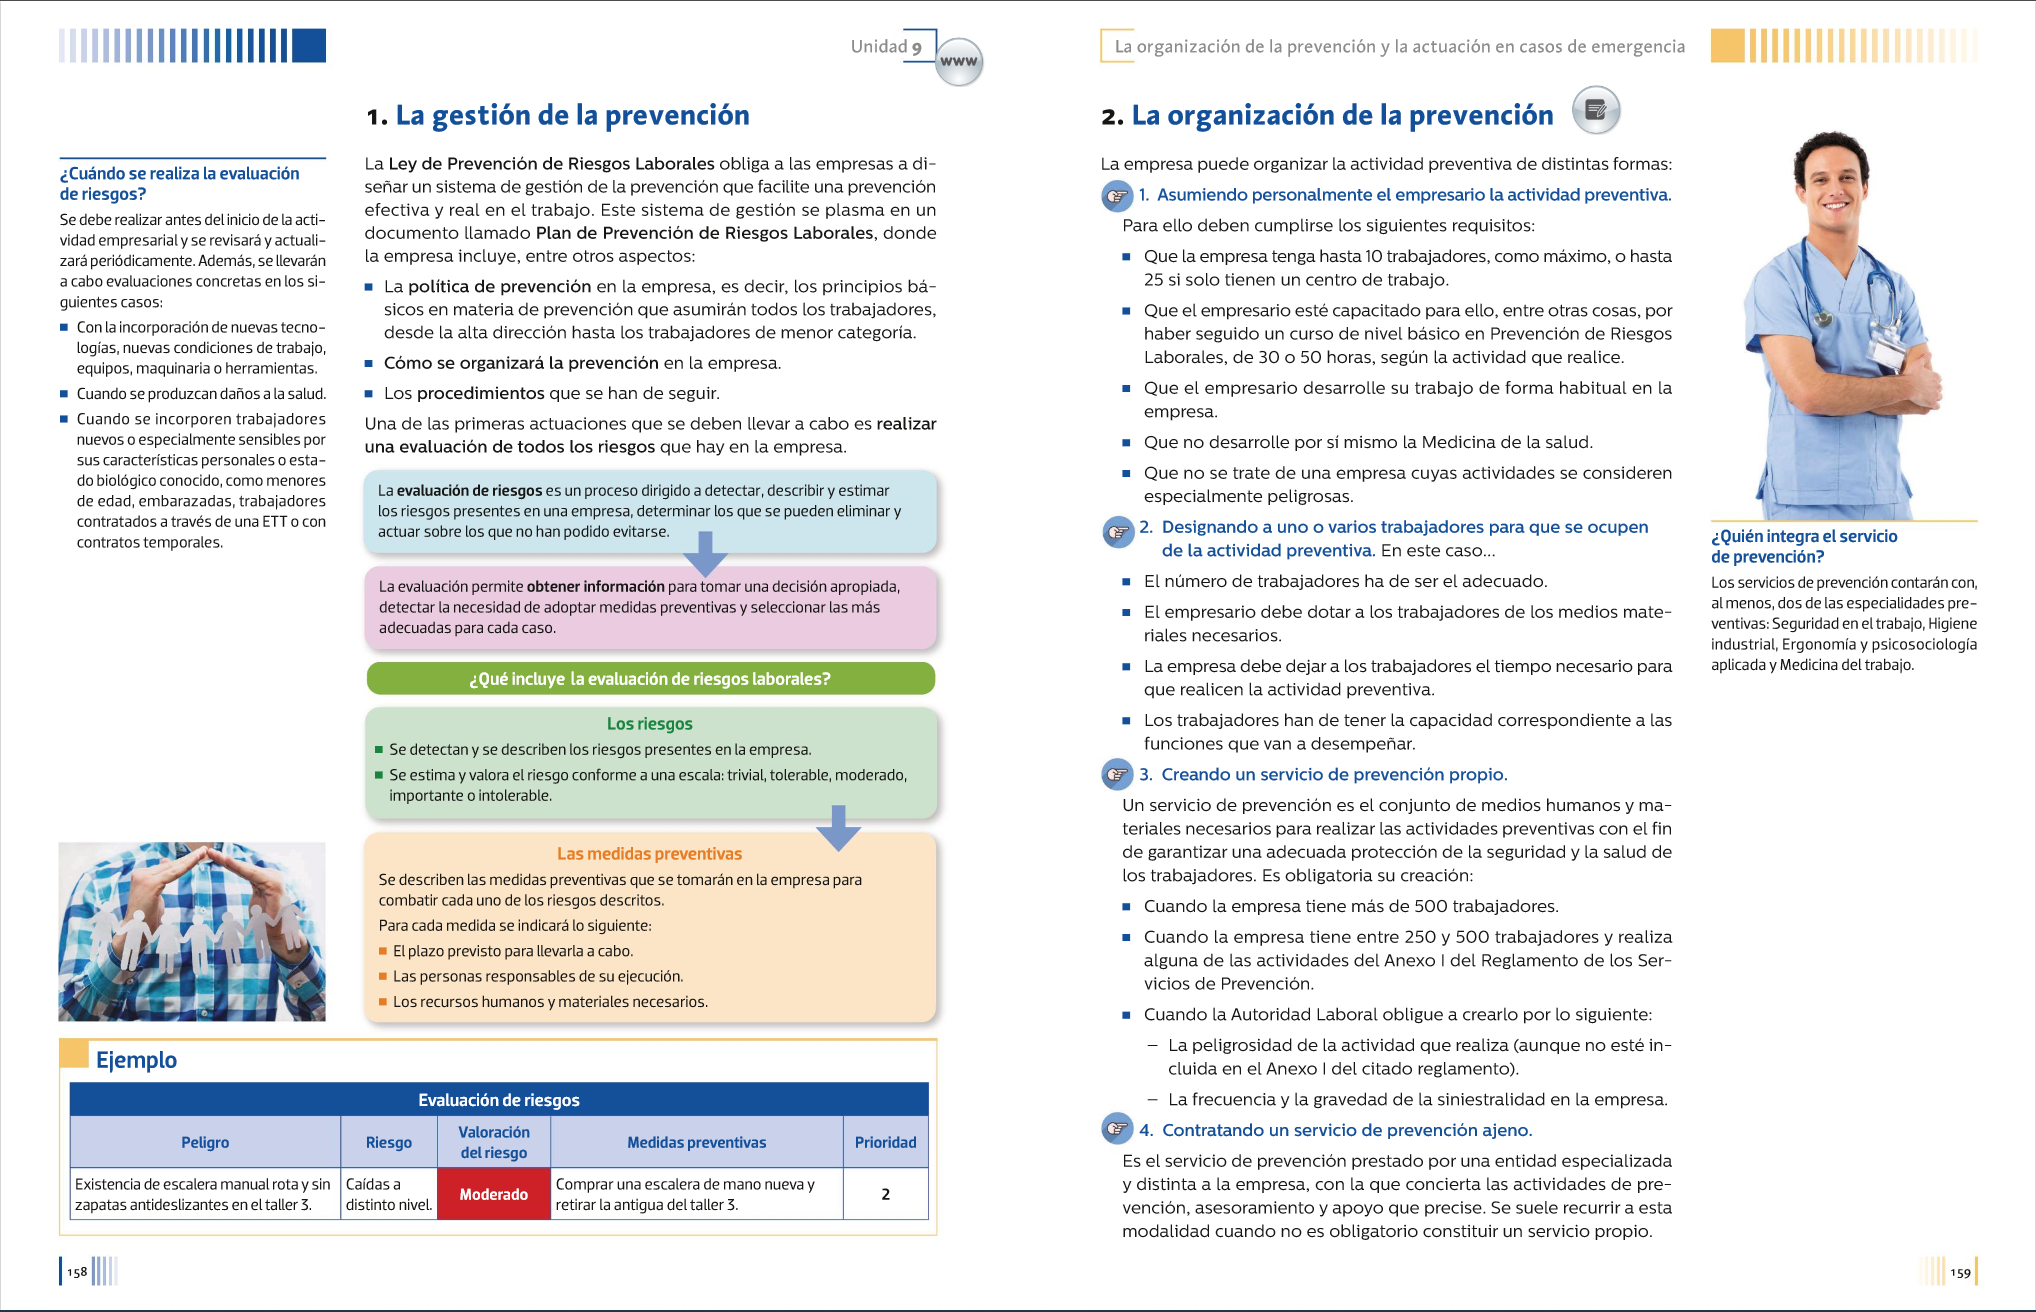 Unidad 9
www
1. La gestión de la prevención
¿Cuándo se realiza la evaluación
de riesgos?
Se debe realizar antes del inicio de la acti-
vidad empresarial y se revisará y actuali-
zará periódicamente. Además, se llevarán
a cabo evaluaciones concretas en los si-
guientes casos:
Con la incorporación de nuevas tecno-
logías, nuevas condiciones de trabajo,
equipos, maquinaria o herramientas.
Cuando se produzcan daños a la salud.
Cuando se incorporen trabajadores
nuevos o especialmente sensibles por
sus características personales o esta-
do biológico conocido, como menores
de edad, embarazadas, trabajadores
contratados a través de una ETT o con
contratos temporales.
La Ley de Prevención de Riesgos Laborales obliga a las empresas a di-
señar un sistema de gestión de la prevención que facilite una prevención
efectiva y real en el trabajo. Este sistema de gestión se plasma en un
documento llamado Plan de Prevención de Riesgos Laborales, donde
la empresa incluye, entre otros aspectos:
La política de prevención en la empresa, es decir, los principios bá-
sicos en materia de prevención que asumirán todos los trabajadores,
desde la alta dirección hasta los trabajadores de menor categoría.
Cómo se organizará la prevención en la empresa.
Los procedimientos que se han de seguir.
Una de las primeras actuaciones que se deben llevar a cabo es realizar
una evaluación de todos los riesgos que hay en la empresa.
La evaluación de riesgos es un proceso dirigido a detectar, describir y estimar
los riesgos presentes en una empresa, determinar los que se pueden eliminar y
actuar sobre los que no han podido evitarse.
La evaluación permite obtener información para tomar una decisión apropiada,
detectar la necesidad de adoptar medidas preventivas y seleccionar las más
adecuadas para cada caso.
¿Qué incluye la evaluación de riesgos laborales?
Los riesgos
Se detectan y se describen los riesgos presentes en la empresa.
Se estima y valora el riesgo conforme a una escala: trivial, tolerable, moderado,
importante o intolerable.
Las medidas preventivas
Se describen las medidas preventivas que se tomarán en la empresa para
combatir cada uno de los riesgos descritos.
Para cada medida se indicará lo siguiente:
El plazo previsto para llevarla a cabo.
Las personas responsables de su ejecución.
Los recursos humanos y materiales necesarios.
Ejemplo
Evaluación de riesgos
Peligro Riesgo Valoración del riesgo Medidas preventivas Prioridad
Existencia de escalera manual rota y sin
zapatas antideslizantes en el taller 3.
Caídas a
distinto nivel.
Moderado
Comprar una escalera de mano nueva y
retirar la antigua del taller 3.
2
158
La organización de la prevención y la actuación en casos de emergencia
2. La organización de la prevención
La empresa puede organizar la actividad preventiva de distintas formas:
1. Asumiendo personalmente el empresario la actividad preventiva.
Para ello deben cumplirse los siguientes requisitos:
Que la empresa tenga hasta 10 trabajadores, como máximo, o hasta
25 si solo tienen un centro de trabajo.
Que el empresario esté capacitado para ello, entre otras cosas, por
haber seguido un curso de nivel básico en Prevención de Riesgos
Laborales, de 30 o 50 horas, según la actividad que realice.
Que el empresario desarrolle su trabajo de forma habitual en la
empresa.
Que no desarrolle por sí mismo la Medicina de la salud.
Que no se trate de una empresa cuyas actividades se consideren
especialmente peligrosas.
2. Designando a uno o varios trabajadores para que se ocupen
de la actividad preventiva. En este caso...
El número de trabajadores ha de ser el adecuado.
El empresario debe dotar a los trabajadores de los medios mate-
riales necesarios.
La empresa debe dejar a los trabajadores el tiempo necesario para
que realicen la actividad preventiva.
Los trabajadores han de tener la capacidad correspondiente a las
funciones que van a desempeñar.
3. Creando un servicio de prevención propio.
Un servicio de prevención es el conjunto de medios humanos y ma-
teriales necesarios para realizar las actividades preventivas con el fin
de garantizar una adecuada protección de la seguridad y la salud de
los trabajadores. Es obligatoria su creación:
Cuando la empresa tiene más de 500 trabajadores.
Cuando la empresa tiene entre 250 y 500 trabajadores y realiza
alguna de las actividades del Anexo I del Reglamento de los Ser-
vicios de Prevención.
Cuando la Autoridad Laboral obligue a crearlo por lo siguiente:
– La peligrosidad de la actividad que realiza (aunque no esté in-
cluida en el Anexo I del citado reglamento).
– La frecuencia y la gravedad de la siniestralidad en la empresa.
4. Contratando un servicio de prevención ajeno.
Es el servicio de prevención prestado por una entidad especializada
y distinta a la empresa, con la que concierta las actividades de pre-
vención, asesoramiento y apoyo que precise. Se suele recurrir a esta
modalidad cuando no es obligatorio constituir un servicio propio.
¿Quién integra el servicio
de prevención?
Los servicios de prevención contarán con,
al menos, dos de las especialidades pre-
ventivas: Seguridad en el trabajo, Higiene
industrial, Ergonomía y psicosociología
aplicada y Medicina del trabajo.
159